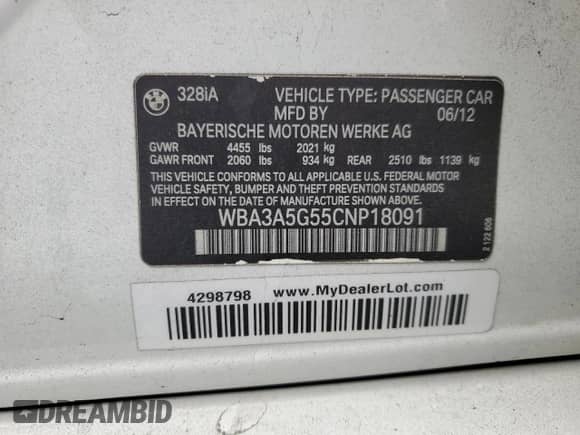 328iA VEHICLE TYPE: PASSENGER CAR
MFD BY 06/12
BAYERISCHE MOTOREN WERKE AG
GVWR 4455 lbs 2021 kg
GAWR FRONT 2060 lbs 934 kg REAR 2510 lbs 1139 kg
THIS VEHICLE CONFORMS TO ALL APPLICABLE U.S. FEDERAL MOTOR
VEHICLE SAFETY, BUMPER AND THEFT PREVENTION STANDARDS
IN EFFECT ON THE DATE OF MANUFACTURE SHOWN ABOVE.
WBA3A5G55CNP18091
2 122 606
4298798 www.MyDealerLot.com
DREAMBID